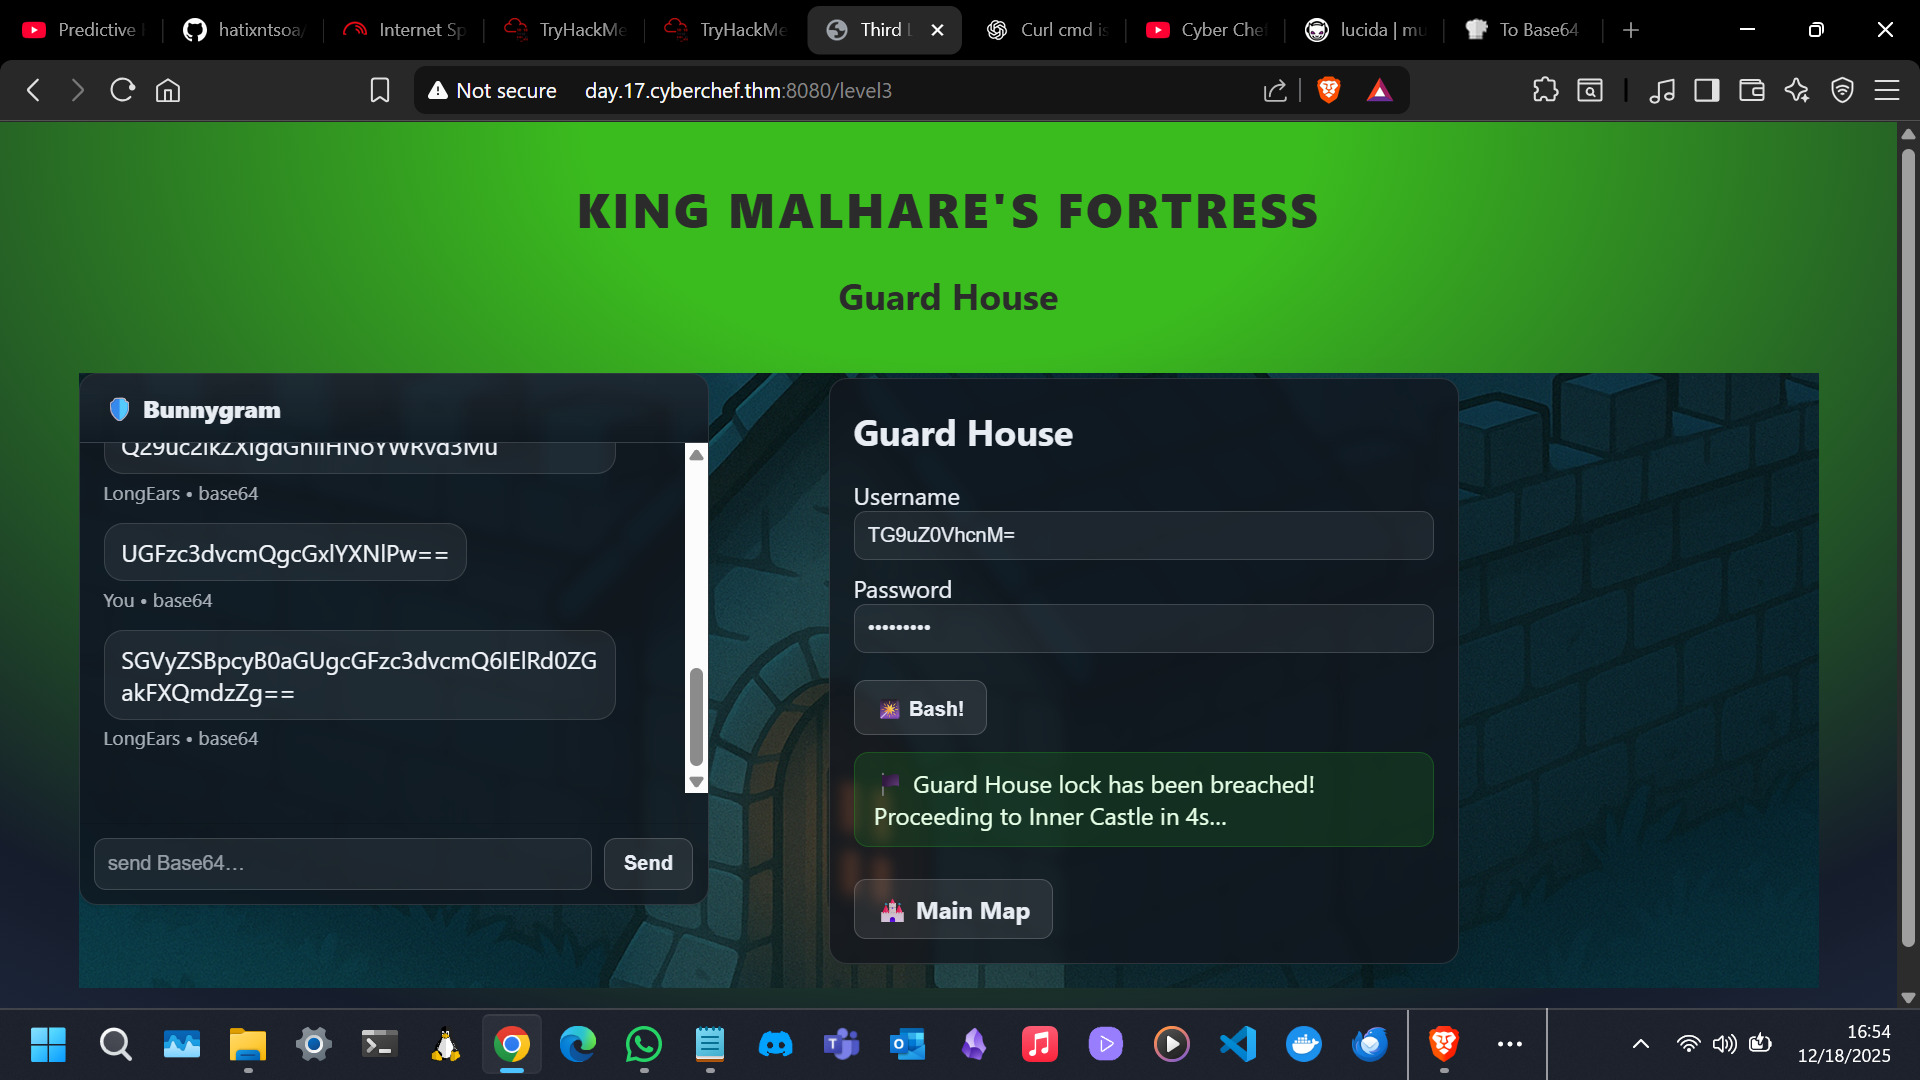 Predictive
hatixntsoa/
Internet Sp
TryHackMe
TryHackMe
Third
Curl cmd is
Cyber Chef
lucida | mu
To Base64
Not secure
day.17.cyberchef.thm:8080/level3
KING MALHARE'S FORTRESS
Guard House
Bunnygram
LongEars • base64
UGFzc3dvcmQgcGxlYXNlPw==
You • base64
SGVyZSBpcyB0aGUgcGFzc3dvcmQ6IElRd0ZG
akFXQmdzZg==
LongEars • base64
send Base64...
Send
Guard House
Username
TG9uZ0VhcnM=
Password
•••••••••
Bash!
Guard House lock has been breached!
Proceeding to Inner Castle in 4s...
Main Map
16:54
12/18/2025